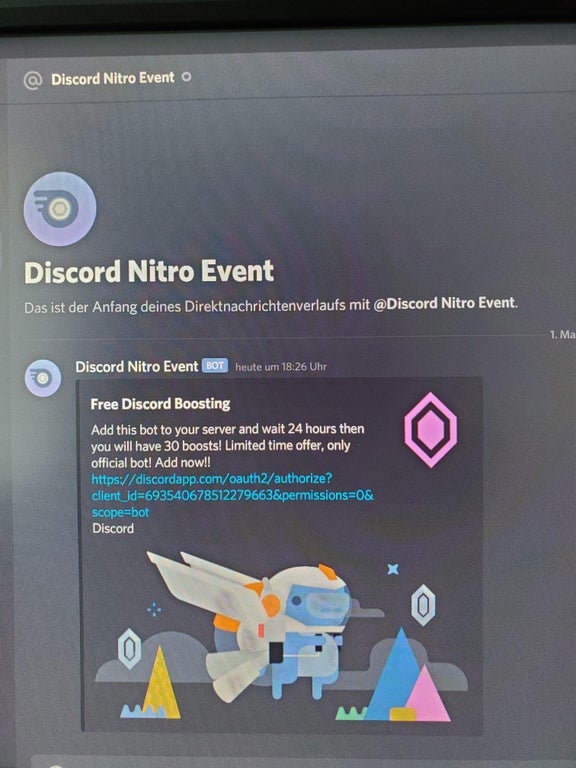 @ Discord Nitro Event
Discord Nitro Event
Das ist der Anfang deines Direktnachrichtenverlaufs mit @Discord Nitro Event.
1. Ma
Discord Nitro Event BOT heute um 18:26 Uhr
Free Discord Boosting
Add this bot to your server and wait 24 hours then
you will have 30 boosts! Limited time offer, only
official bot! Add now!!
https://discordapp.com/oauth2/authorize?
client_id=693540678512279663&permissions=0&
scope=bot
Discord